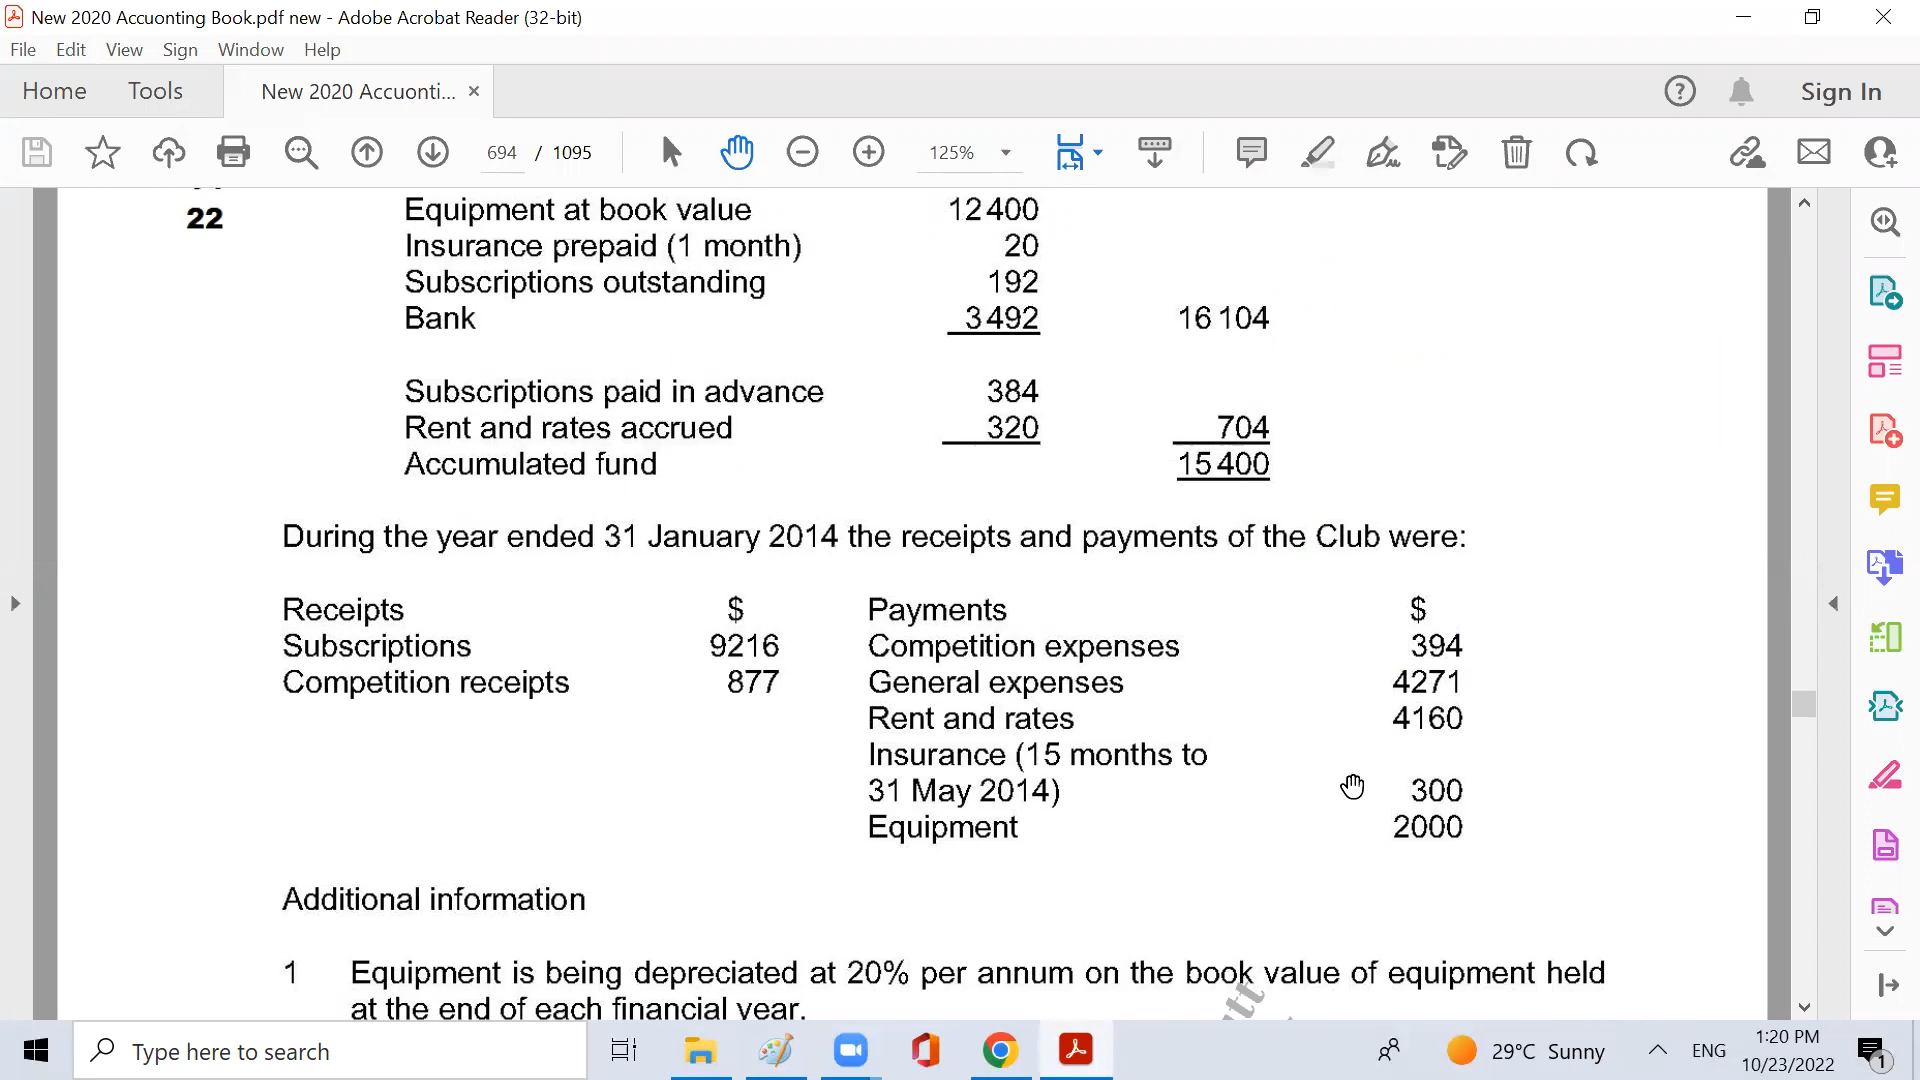 New 2020 Accuonting Book.pdf new - Adobe Acrobat Reader (32-bit)
File Edit View Sign Window Help
Home Tools New 2020 Accuonti... × Sign In
694 / 1095 125%
22 Equipment at book value 12400
Insurance prepaid (1 month) 20
Subscriptions outstanding 192
Bank 3492 16104
Subscriptions paid in advance 384
Rent and rates accrued 320 704
Accumulated fund 15400
During the year ended 31 January 2014 the receipts and payments of the Club were:
Receipts $ Payments $
Subscriptions 9216 Competition expenses 394
Competition receipts 877 General expenses 4271
Rent and rates 4160
Insurance (15 months to
31 May 2014) 300
Equipment 2000
Additional information
1 Equipment is being depreciated at 20% per annum on the book value of equipment held
at the end of each financial year.
utt
Type here to search 29°C Sunny ENG 1:20 PM
10/23/2022 1